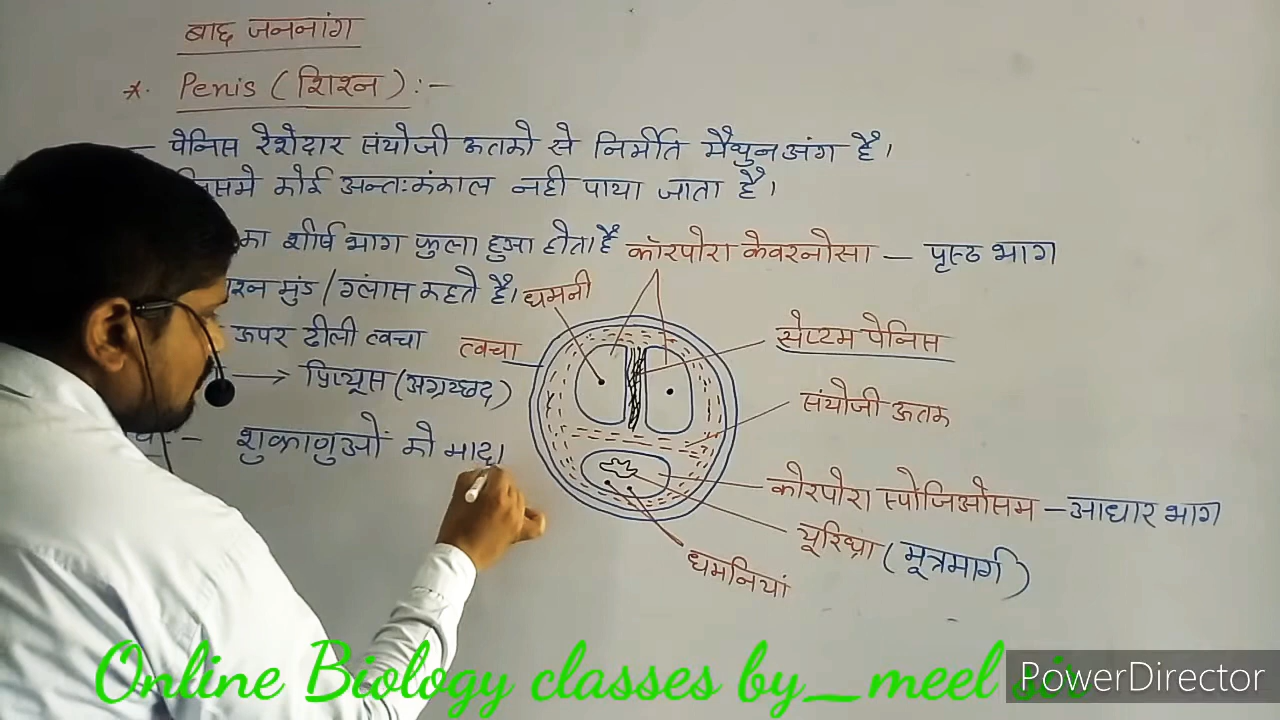 बाह्य जननांग
*. Penis (शिश्न) :-
— पेनिस रेशेदार संयोजी ऊतको से निर्मीत मैथुन अंग है।
जिसमे कोई अन्तःकंकाल नही पाया जाता है।
का शीर्ष भाग फुला हुआ होता है
मुंड/ग्लांस कहते है।
ऊपर ढीली त्वचा
→ प्रिप्यूस (अग्रच्छद)
:- शुक्राणुओं को मादा
कॉरपोरा केवरनोसा — पृष्ठ भाग
धमनी
त्वचा
सेप्टम पेनिस
संयोजी ऊतक
कोरपोरा स्पोंजिओसम — आधार भाग
यूरिथ्रा (मूत्रमार्ग)
धमनियां
Online Biology classes by_meel
PowerDirector